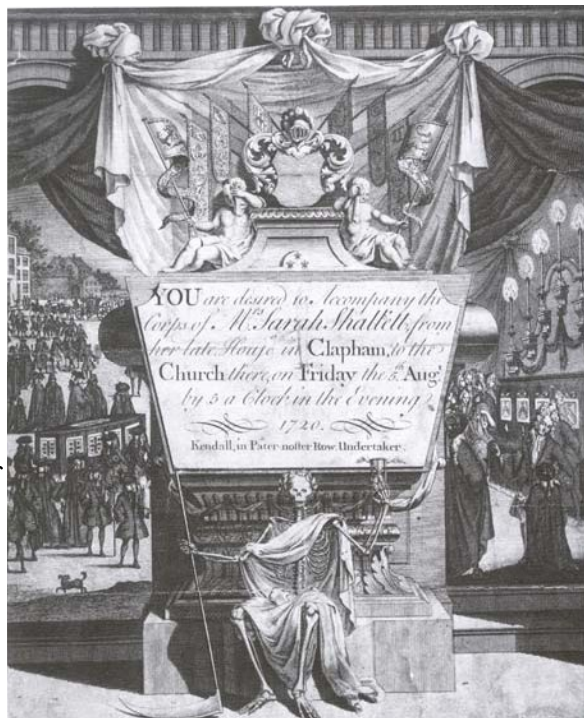 YOU are desired to Accompany the
Corps of Mrs. Sarah Shallett from
her late House in Clapham, to the
Church there, on Friday the 5th Augt.
by 5 a Clock in the Evening
1720.
Kendall, in Pater-noster Row. Undertaker.